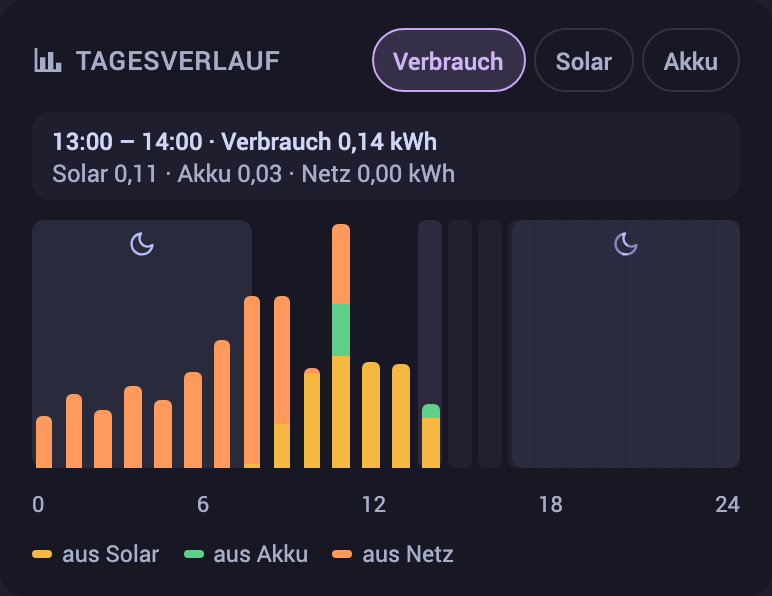 TAGESVERLAUF
Verbrauch
Solar
Akku
13:00 – 14:00 · Verbrauch 0,14 kWh
Solar 0,11 · Akku 0,03 · Netz 0,00 kWh
0 6 12 18 24
aus Solar aus Akku aus Netz